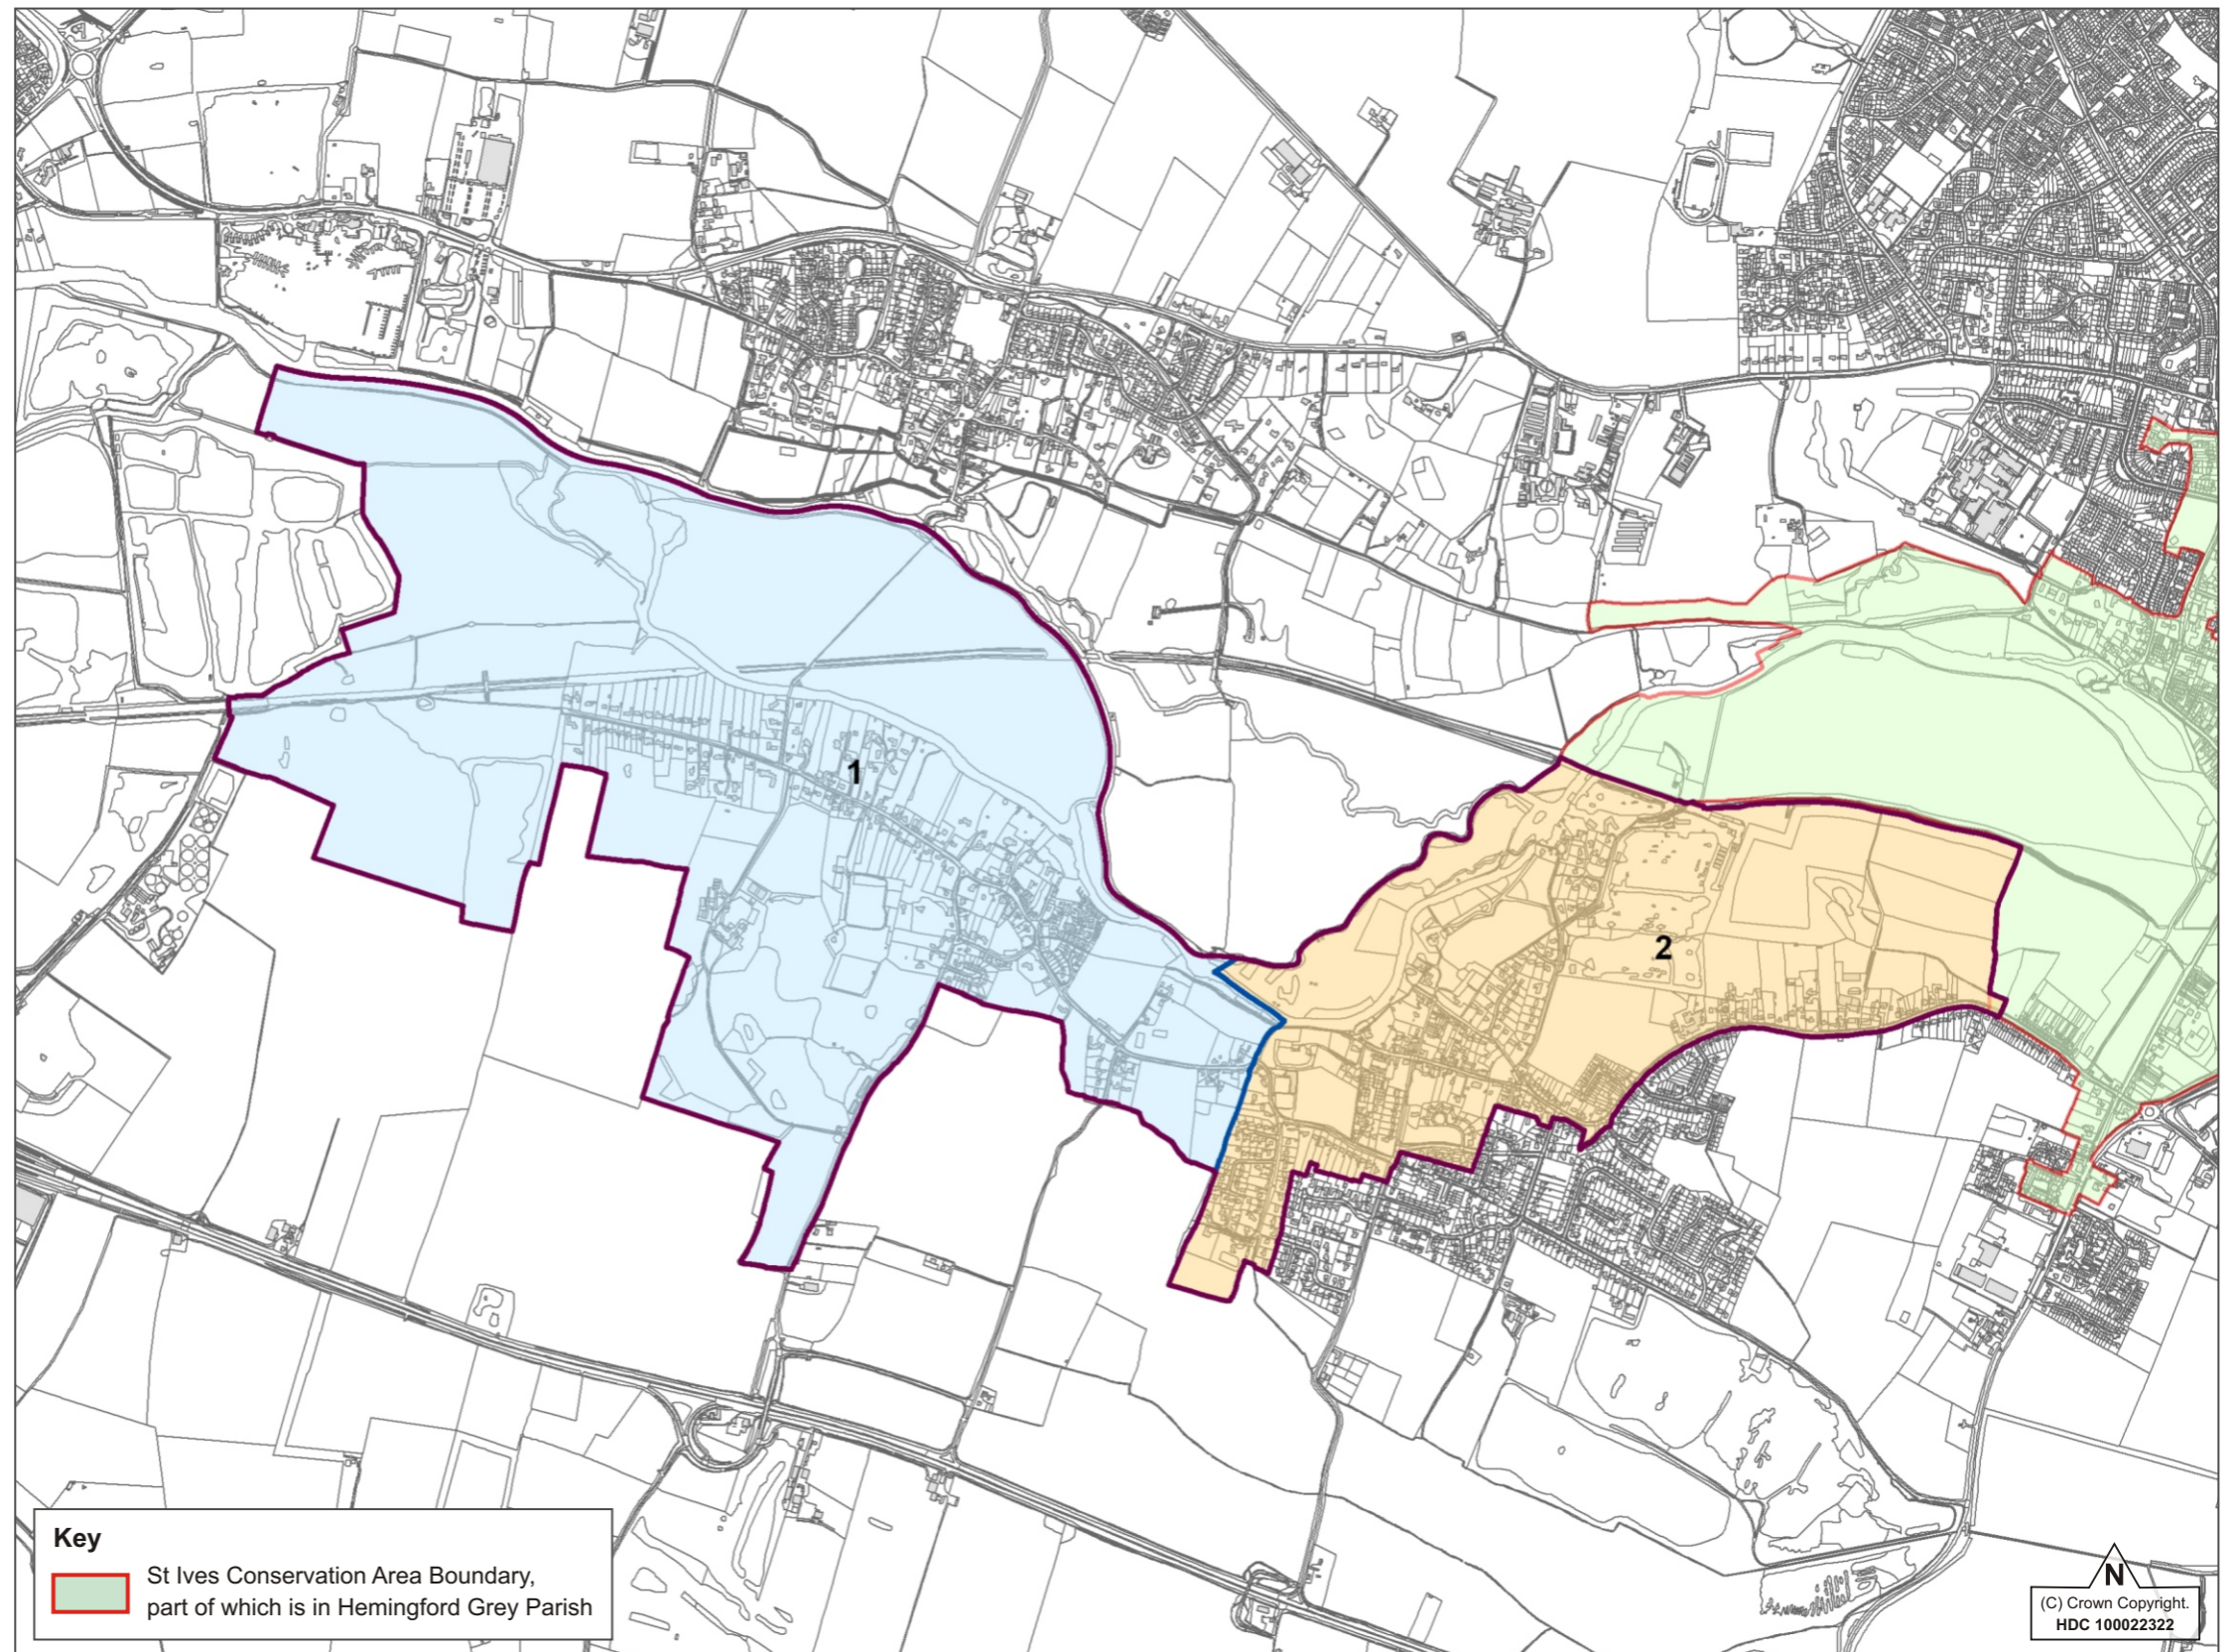 1
2
Key
St Ives Conservation Area Boundary,
part of which is in Hemingford Grey Parish
N
(C) Crown Copyright.
HDC 100022322